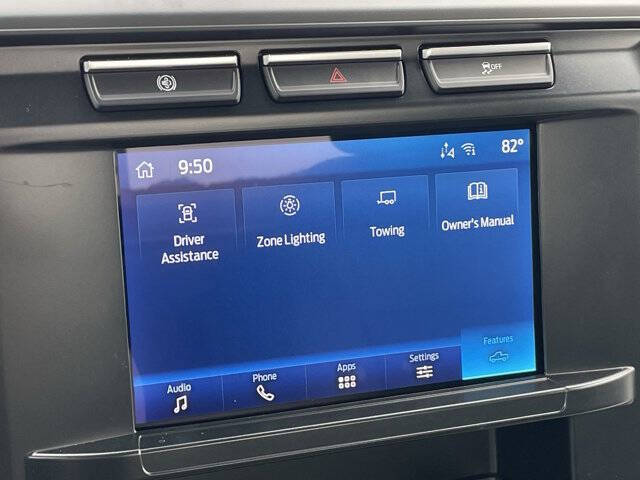 OFF
9:50
82°
Driver
Assistance
Zone Lighting
Towing
Owner's Manual
Audio
Phone
Apps
Settings
Features